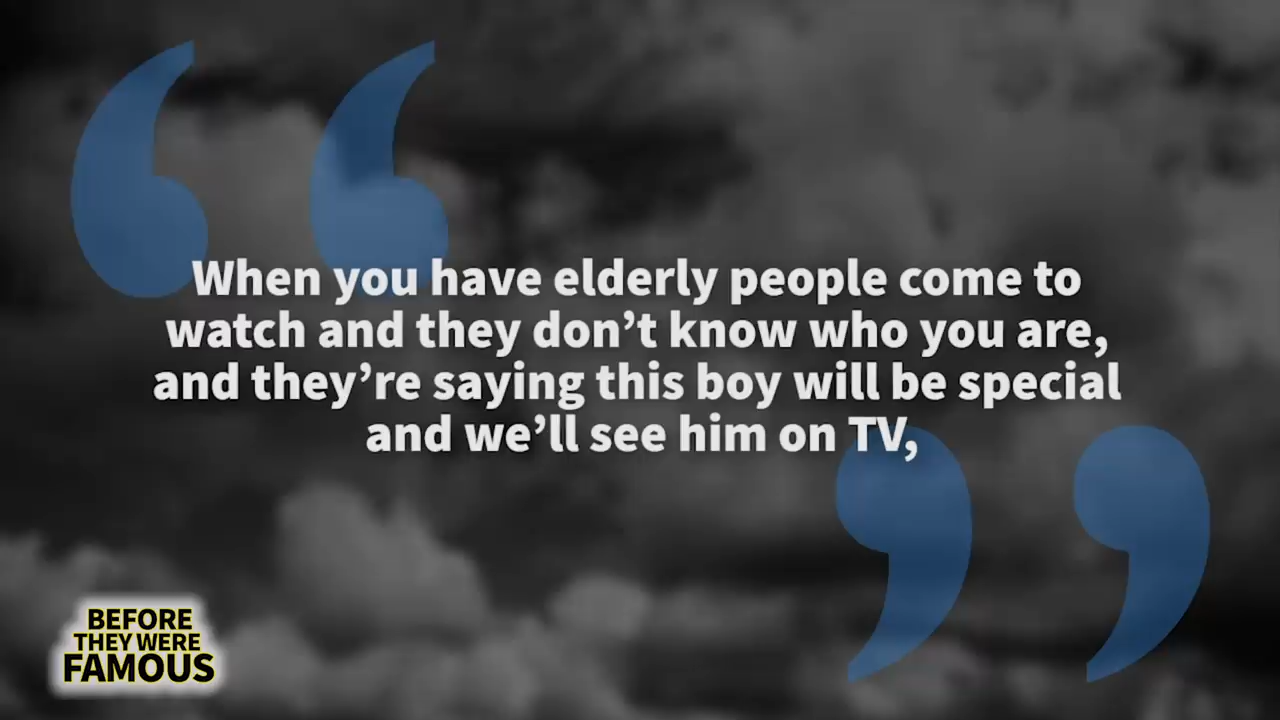 When you have elderly people come to
watch and they don’t know who you are,
and they’re saying this boy will be special
and we’ll see him on TV,
BEFORE
THEY WERE
FAMOUS